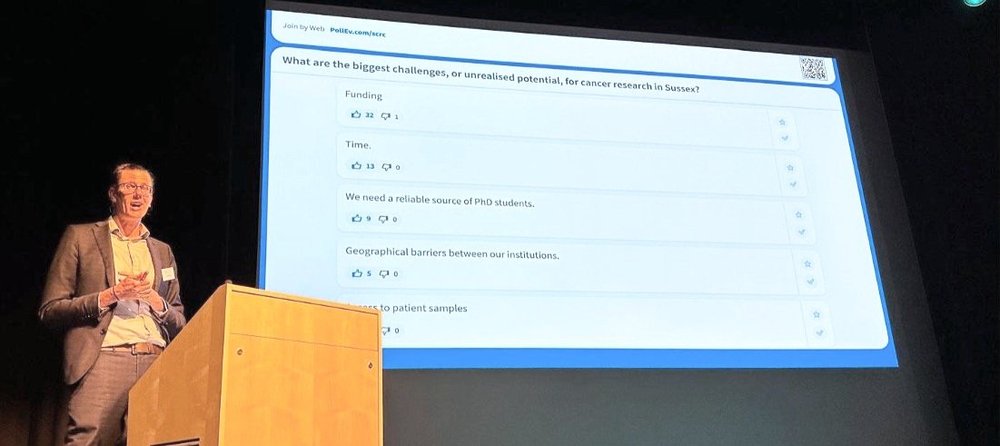 Join by Web PollEv.com/scrc
What are the biggest challenges, or unrealised potential, for cancer research in Sussex?
Funding
32 1
Time.
13 0
We need a reliable source of PhD students.
9 0
Geographical barriers between our institutions.
5 0
to patient samples
0